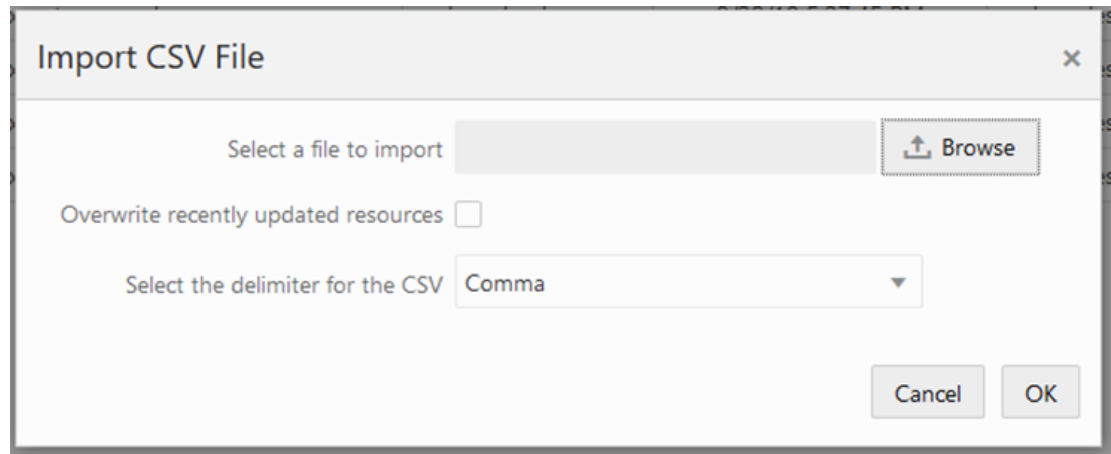 Import CSV File
Select a file to import
Browse
Overwrite recently updated resources
Select the delimiter for the CSV
Comma
Cancel
OK